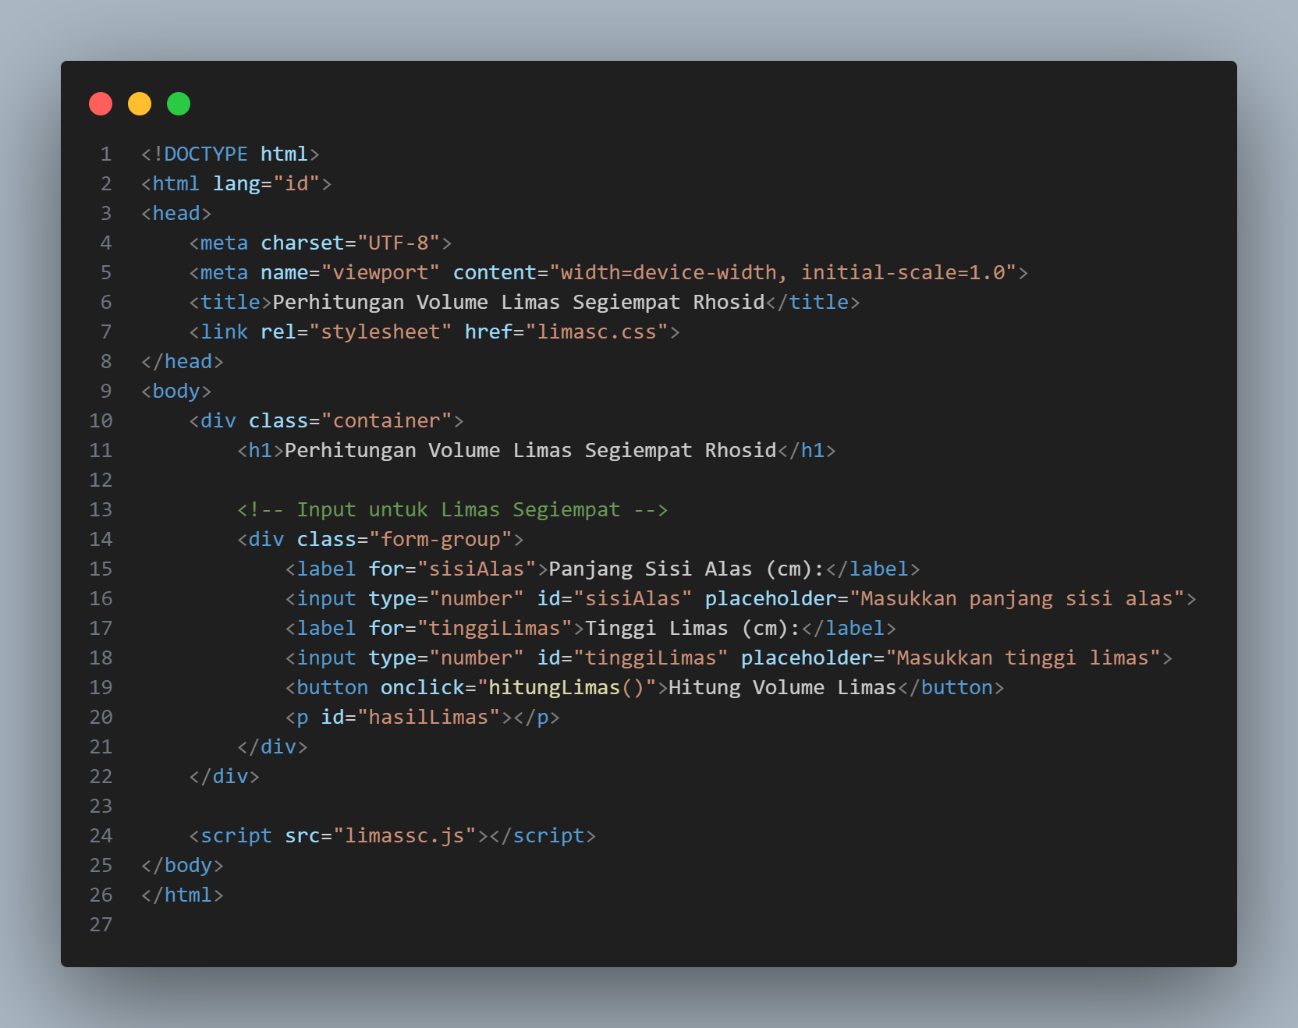 1 <!DOCTYPE html>
2 <html lang="id">
3 <head>
4     <meta charset="UTF-8">
5     <meta name="viewport" content="width=device-width, initial-scale=1.0">
6     <title>Perhitungan Volume Limas Segiempat Rhosid</title>
7     <link rel="stylesheet" href="limasc.css">
8 </head>
9 <body>
10     <div class="container">
11         <h1>Perhitungan Volume Limas Segiempat Rhosid</h1>
12
13         <!-- Input untuk Limas Segiempat -->
14         <div class="form-group">
15             <label for="sisiAlas">Panjang Sisi Alas (cm):</label>
16             <input type="number" id="sisiAlas" placeholder="Masukkan panjang sisi alas">
17             <label for="tinggiLimas">Tinggi Limas (cm):</label>
18             <input type="number" id="tinggiLimas" placeholder="Masukkan tinggi limas">
19             <button onclick="hitungLimas()">Hitung Volume Limas</button>
20             <p id="hasilLimas"></p>
21         </div>
22     </div>
23
24     <script src="limassc.js"></script>
25 </body>
26 </html>
27